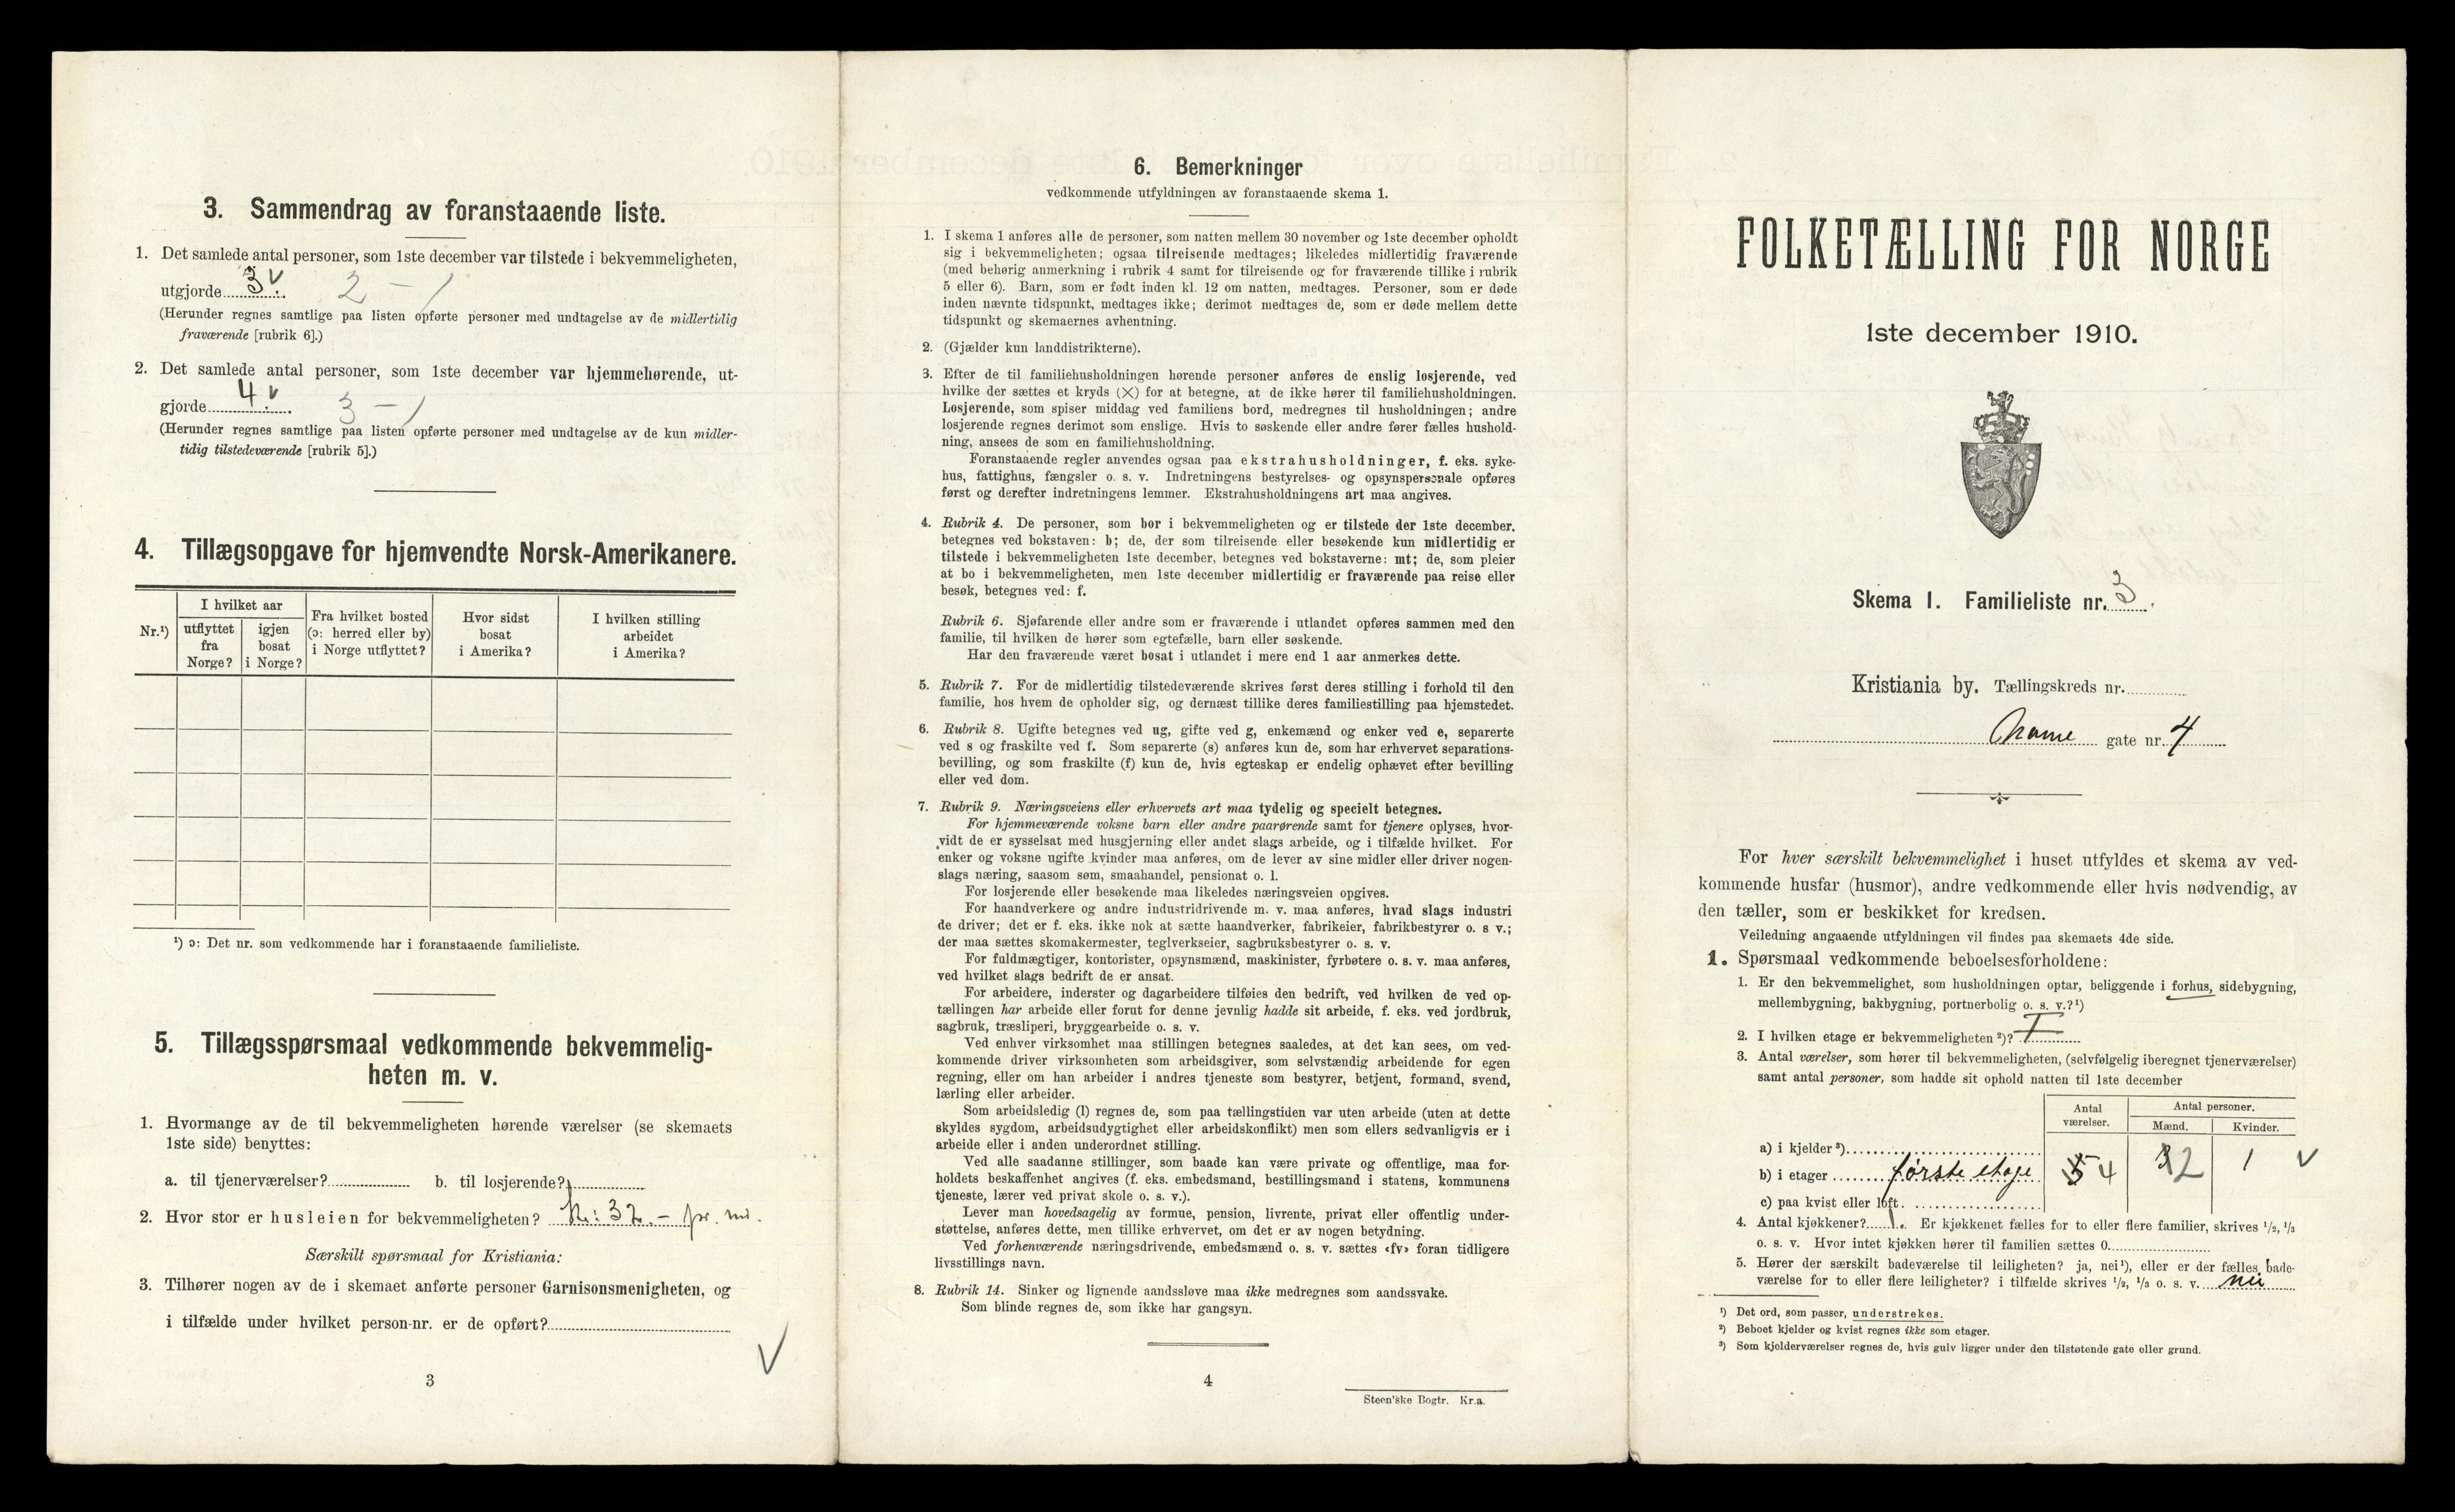 3. Sammendrag av foranstaaende liste.
1. Det samlede antal personer, som 1ste december var tilstede i bekvemmeligheten,
utgjorde 3 v. 2 - 1
(Herunder regnes samtlige paa listen opførte personer med undtagelse av de midlertidig
fraværende [rubrik 6].)
2. Det samlede antal personer, som 1ste december var hjemmehørende, ut-
gjorde 4 v. 3 - 1
(Herunder regnes samtlige paa listen opførte personer med undtagelse av de kun midler-
tidig tilstedeværende [rubrik 5].)
4. Tillægsopgave for hjemvendte Norsk-Amerikanere.
Nr.¹)
I hvilket aar
utflyttet
fra
Norge?
igjen
bosat
i Norge?
Fra hvilket bosted
(ɔ: herred eller by)
i Norge utflyttet?
Hvor sidst
bosat
i Amerika?
I hvilken stilling
arbeidet
i Amerika?
¹) ɔ: Det nr. som vedkommende har i foranstaaende familieliste.
5. Tillægsspørsmaal vedkommende bekvemmelig-
heten m. v.
1. Hvormange av de til bekvemmeligheten hørende værelser (se skemaets
1ste side) benyttes:
a. til tjenerværelser? b. til losjerende? 1
2. Hvor stor er husleien for bekvemmeligheten? Kr: 32.- pr. md.
Særskilt spørsmaal for Kristiania:
3. Tilhører nogen av de i skemaet anførte personer Garnisonsmenigheten, og
i tilfælde under hvilket person-nr. er de opført?
3
6. Bemerkninger
vedkommende utfyldningen av foranstaaende skema 1.
1. I skema 1 anføres alle de personer, som natten mellem 30 november og 1ste december opholdt
sig i bekvemmeligheten; ogsaa tilreisende medtages; likeledes midlertidig fraværende
(med behørig anmerkning i rubrik 4 samt for tilreisende og for fraværende tillike i rubrik
5 eller 6). Barn, som er født inden kl. 12 om natten, medtages. Personer, som er døde
inden nævnte tidspunkt, medtages ikke; derimot medtages de, som er døde mellem dette
tidspunkt og skemaernes avhentning.
2. (Gjælder kun landdistrikterne).
3. Efter de til familiehusholdningen hørende personer anføres de enslig losjerende, ved
hvilke der sættes et kryds (×) for at betegne, at de ikke hører til familiehusholdningen.
Losjerende, som spiser middag ved familiens bord, medregnes til husholdningen; andre
losjerende regnes derimot som enslige. Hvis to søskende eller andre fører fælles hushold-
ning, ansees de som en familiehusholdning.
Foranstaaende regler anvendes ogsaa paa ekstrahusholdninger, f. eks. syke-
hus, fattighus, fængsler o. s. v. Indretningens bestyrelses- og opsynspersonale opføres
først og derefter indretningens lemmer. Ekstrahusholdningens art maa angives.
4. Rubrik 4. De personer, som bor i bekvemmeligheten og er tilstede der 1ste december,
betegnes ved bokstaven: b; de, der som tilreisende eller besøkende kun midlertidig er
tilstede i bekvemmeligheten 1ste december, betegnes ved bokstaverne: mt; de, som pleier
at bo i bekvemmeligheten, men 1ste december midlertidig er fraværende paa reise eller
besøk, betegnes ved: f.
Rubrik 6. Sjøfarende eller andre som er fraværende i utlandet opføres sammen med den
familie, til hvilken de hører som egtefælle, barn eller søskende.
Har den fraværende været bosat i utlandet i mere end 1 aar anmerkes dette.
5. Rubrik 7. For de midlertidig tilstedeværende skrives først deres stilling i forhold til den
familie, hos hvem de opholder sig, og dernæst tillike deres familiestilling paa hjemstedet.
6. Rubrik 8. Ugifte betegnes ved ug, gifte ved g, enkemænd og enker ved e, separerte
ved s og fraskilte ved f. Som separerte (s) anføres kun de, som har erhvervet separations-
bevilling, og som fraskilte (f) kun de, hvis egteskap er endelig ophævet efter bevilling
eller ved dom.
7. Rubrik 9. Næringsveiens eller erhvervets art maa tydelig og specielt betegnes.
For hjemmeværende voksne barn eller andre paarørende samt for tjenere oplyses, hvor-
vidt de er sysselsat med husgjerning eller andet slags arbeide, og i tilfælde hvilket. For
enker og voksne ugifte kvinder maa anføres, om de lever av sine midler eller driver nogen-
slags næring, saasom søm, smaahandel, pensionat o. l.
For losjerende eller besøkende maa likeledes næringsveien opgives.
For haandverkere og andre industridrivende m. v. maa anføres, hvad slags industri
de driver; det er f. eks. ikke nok at sætte haandverker, fabrikeier, fabrikbestyrer o. s v.;
der maa sættes skomakermester, teglverkseier, sagbruksbestyrer o. s. v.
For fuldmægtiger, kontorister, opsynsmænd, maskinister, fyrbøtere o. s. v. maa anføres,
ved hvilket slags bedrift de er ansat.
For arbeidere, inderster og dagarbeidere tilføies den bedrift, ved hvilken de ved op-
tællingen har arbeide eller forut for denne jevnlig hadde sit arbeide, f. eks. ved jordbruk,
sagbruk, træsliperi, bryggearbeide o. s. v.
Ved enhver virksomhet maa stillingen betegnes saaledes, at det kan sees, om ved-
kommende driver virksomheten som arbeidsgiver, som selvstændig arbeidende for egen
regning, eller om han arbeider i andres tjeneste som bestyrer, betjent, formand, svend,
lærling eller arbeider.
Som arbeidsledig (l) regnes de, som paa tællingstiden var uten arbeide (uten at dette
skyldes sygdom, arbeidsudygtighet eller arbeidskonflikt) men som ellers sedvanligvis er i
arbeide eller i anden underordnet stilling.
Ved alle saadanne stillinger, som baade kan være private og offentlige, maa for-
holdets beskaffenhet angives (f. eks. embedsmand, bestillingsmand i statens, kommunens
tjeneste, lærer ved privat skole o. s. v.).
Lever man hovedsagelig av formue, pension, livrente, privat eller offentlig under-
støttelse, anføres dette, men tillike erhvervet, om det er av nogen betydning.
Ved forhenværende næringsdrivende, embedsmænd o. s. v. sættes «fv» foran tidligere
livsstillings navn.
8. Rubrik 14. Sinker og lignende aandssløve maa ikke medregnes som aandssvake.
Som blinde regnes de, som ikke har gangsyn.
4
Steen'ske Bogtr. Kr.a.
FOLKETÆLLING FOR NORGE
1ste december 1910.
Skema 1. Familieliste nr. 3.
Kristiania by. Tællingskreds nr.
gate nr. 4
For hver særskilt bekvemmelighet i huset utfyldes et skema av ved-
kommende husfar (husmor), andre vedkommende eller hvis nødvendig, av
den tæller, som er beskikket for kredsen.
Veiledning angaaende utfyldningen vil findes paa skemaets 4de side.
1. Spørsmaal vedkommende beboelsesforholdene:
1. Er den bekvemmelighet, som husholdningen optar, beliggende i forhus, sidebygning,
mellembygning, bakbygning, portnerbolig o. s. v.?¹)
2. I hvilken etage er bekvemmeligheten²)? I
3. Antal værelser, som hører til bekvemmeligheten, (selvfølgelig iberegnet tjenerværelser)
samt antal personer, som hadde sit ophold natten til 1ste december
Antal
værelser.
Antal personer.
Mænd. Kvinder.
a) i kjelder³)
b) i etager første etage 5 4 3 2 1 v
c) paa kvist eller loft.
4. Antal kjøkkener? 1. Er kjøkkenet fælles for to eller flere familier, skrives ¹/₂, ¹/₃
o. s. v. Hvor intet kjøkken hører til familien sættes 0.
5. Hører der særskilt badeværelse til leiligheten? ja, nei¹), eller er der fælles bade-
værelse for to eller flere leiligheter? i tilfælde skrives ¹/₂, ¹/₃ o. s. v. nei
¹) Det ord, som passer, understrekes.
²) Beboet kjelder og kvist regnes ikke som etager.
³) Som kjelderværelser regnes de, hvis gulv ligger under den tilstøtende gate eller grund.